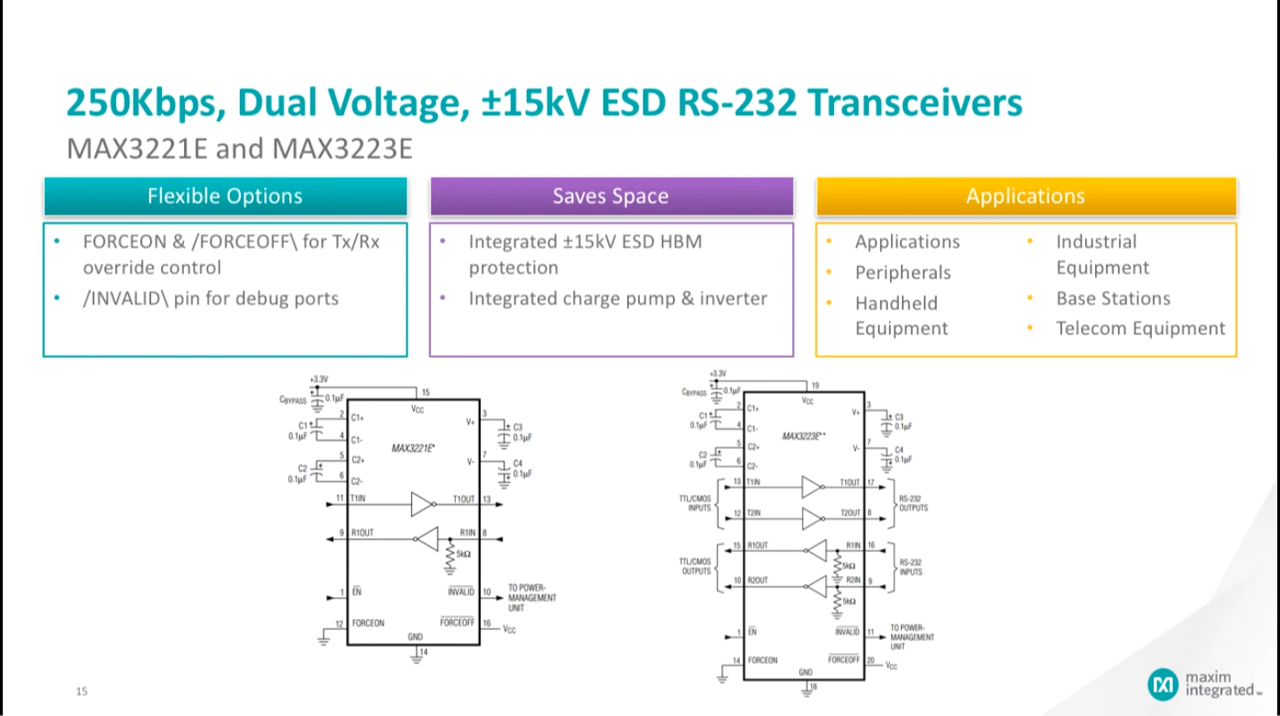 250Kbps, Dual Voltage, ±15kV ESD RS-232 Transceivers
MAX3221E and MAX3223E
Flexible Options
• FORCEON & /FORCEOFF\ for Tx/Rx
override control
• /INVALID\ pin for debug ports
Saves Space
• Integrated ±15kV ESD HBM
protection
• Integrated charge pump & inverter
Applications
• Applications
• Peripherals
• Handheld
Equipment
• Industrial
Equipment
• Base Stations
• Telecom Equipment
+3.3V
CBYPASS
0.1µF
15
VCC
2
C1+
C1
0.1µF
4
C1-
5
C2+
C2
0.1µF
6
C2-
MAX3221E*
V+
3
C3
0.1µF
V-
7
C4
0.1µF
11
T1IN
T1OUT
13
9
R1OUT
R1IN
8
5kΩ
1
EN
INVALID
10
TO POWER-
MANAGEMENT
UNIT
12
FORCEON
FORCEOFF
16
VCC
GND
14
+3.3V
CBYPASS
0.1µF
19
VCC
2
C1+
C1
0.1µF
4
C1-
5
C2+
C2
0.1µF
6
C2-
MAX3223E**
V+
3
C3
0.1µF
V-
7
C4
0.1µF
TTL/CMOS
INPUTS
13
T1IN
T1OUT
17
12
T2IN
T2OUT
8
RS-232
OUTPUTS
TTL/CMOS
OUTPUTS
15
R1OUT
R1IN
16
5kΩ
10
R2OUT
R2IN
9
5kΩ
RS-232
INPUTS
1
EN
INVALID
11
TO POWER-
MANAGEMENT
UNIT
14
FORCEON
FORCEOFF
20
VCC
GND
18
15
maxim
integrated™